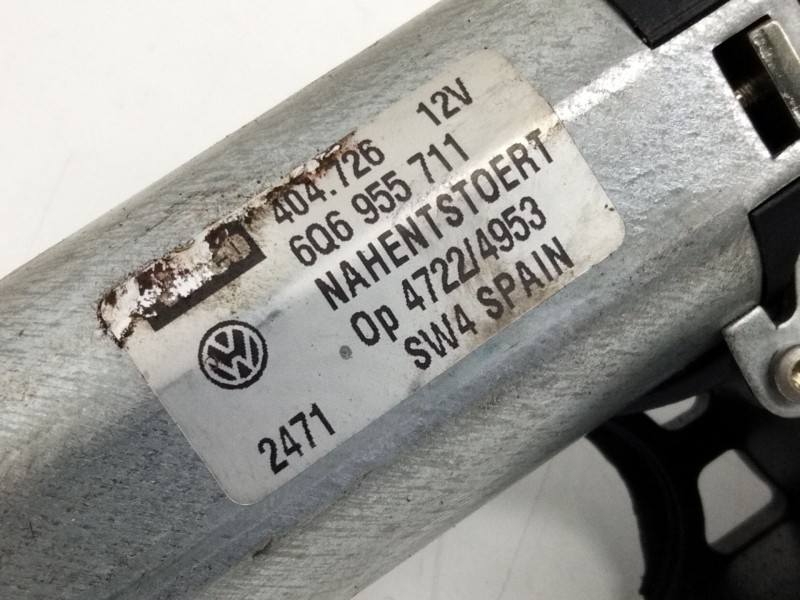 404.726 12V
6Q6 955 711
NAHENTSTOERT
Op 4722/4953
SW4 SPAIN
2471